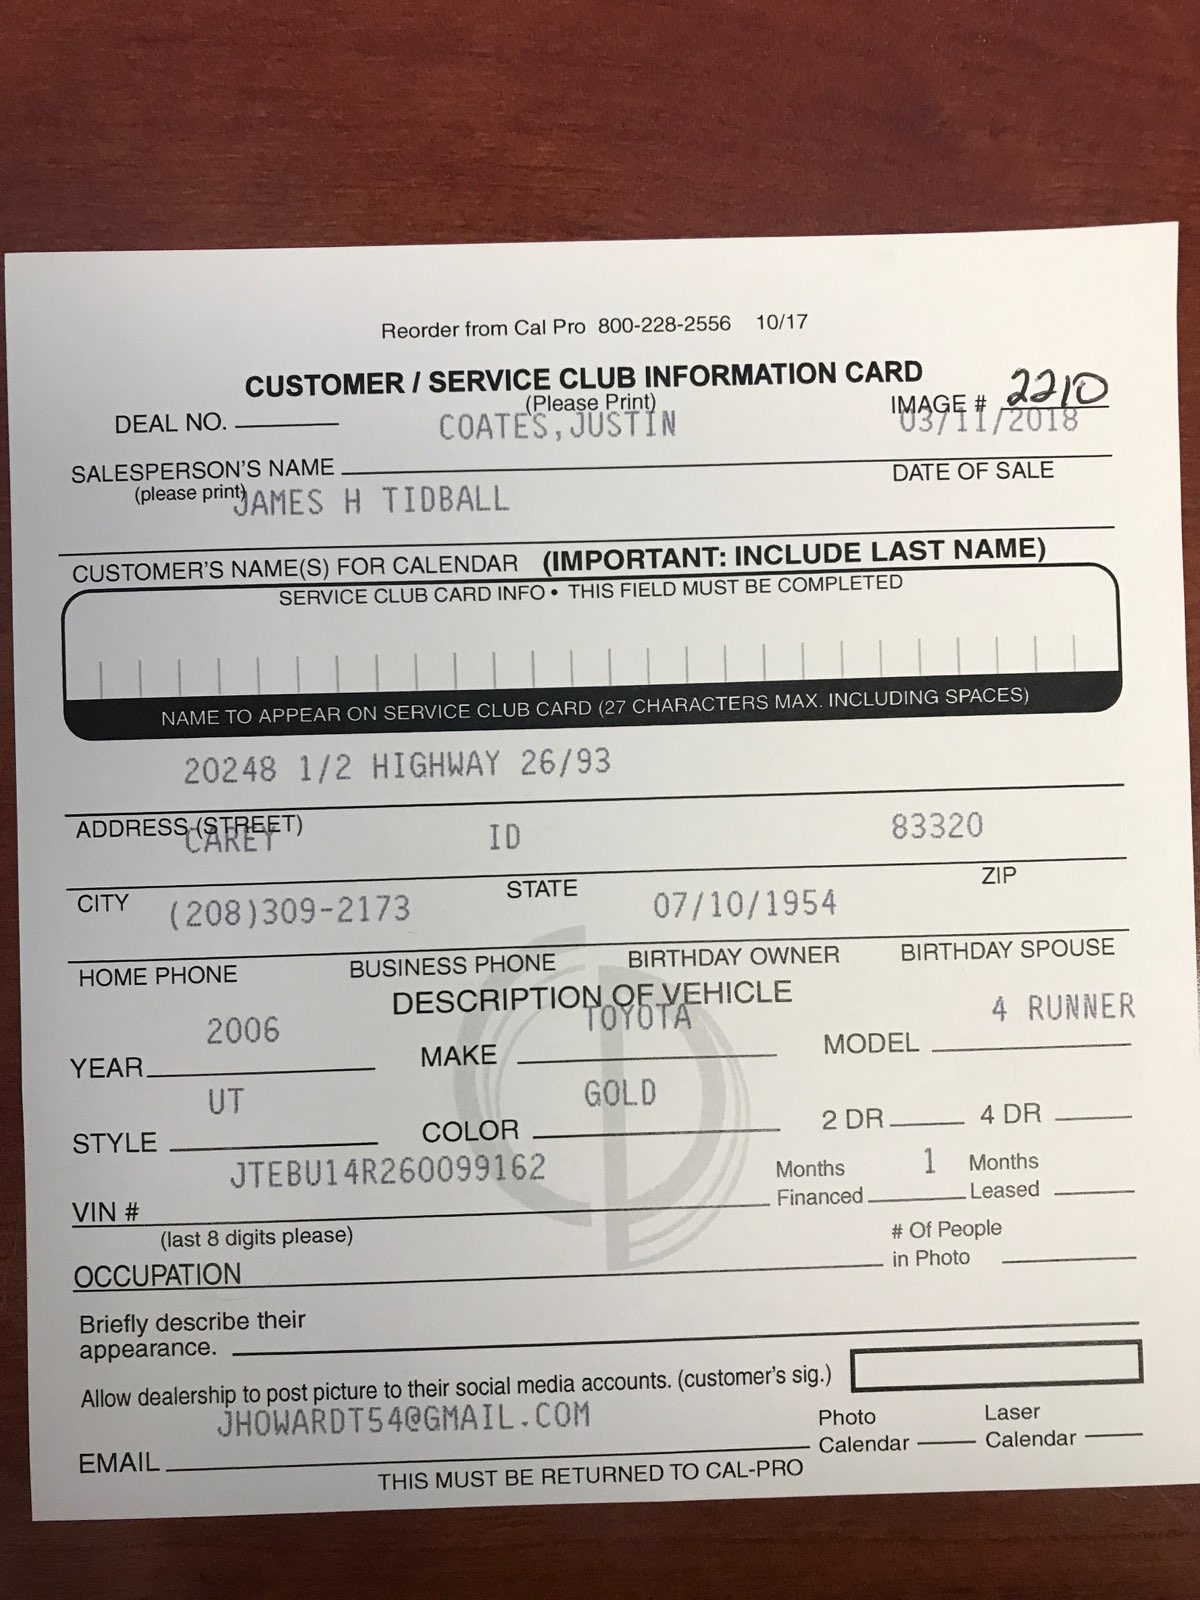 Reorder from Cal Pro 800-228-2556 10/17
CUSTOMER / SERVICE CLUB INFORMATION CARD
(Please Print)
IMAGE # 2210
DEAL NO.
COATES,JUSTIN
03/11/2018
SALESPERSON'S NAME
DATE OF SALE
(please print)
JAMES H TIDBALL
CUSTOMER'S NAME(S) FOR CALENDAR (IMPORTANT: INCLUDE LAST NAME)
SERVICE CLUB CARD INFO • THIS FIELD MUST BE COMPLETED
NAME TO APPEAR ON SERVICE CLUB CARD (27 CHARACTERS MAX. INCLUDING SPACES)
20248 1/2 HIGHWAY 26/93
ADDRESS (STREET)
CAREY ID 83320
CITY STATE ZIP
(208)309-2173 07/10/1954
HOME PHONE BUSINESS PHONE BIRTHDAY OWNER BIRTHDAY SPOUSE
DESCRIPTION OF VEHICLE
2006 TOYOTA 4 RUNNER
YEAR MAKE MODEL
UT GOLD
STYLE COLOR 2 DR 4 DR
JTEBU14R260099162
Months Financed 1 Months Leased
VIN #
(last 8 digits please)
# Of People in Photo
OCCUPATION
Briefly describe their
appearance.
Allow dealership to post picture to their social media accounts. (customer's sig.)
JHOWARDT54@GMAIL.COM
Photo Calendar Laser Calendar
EMAIL
THIS MUST BE RETURNED TO CAL-PRO